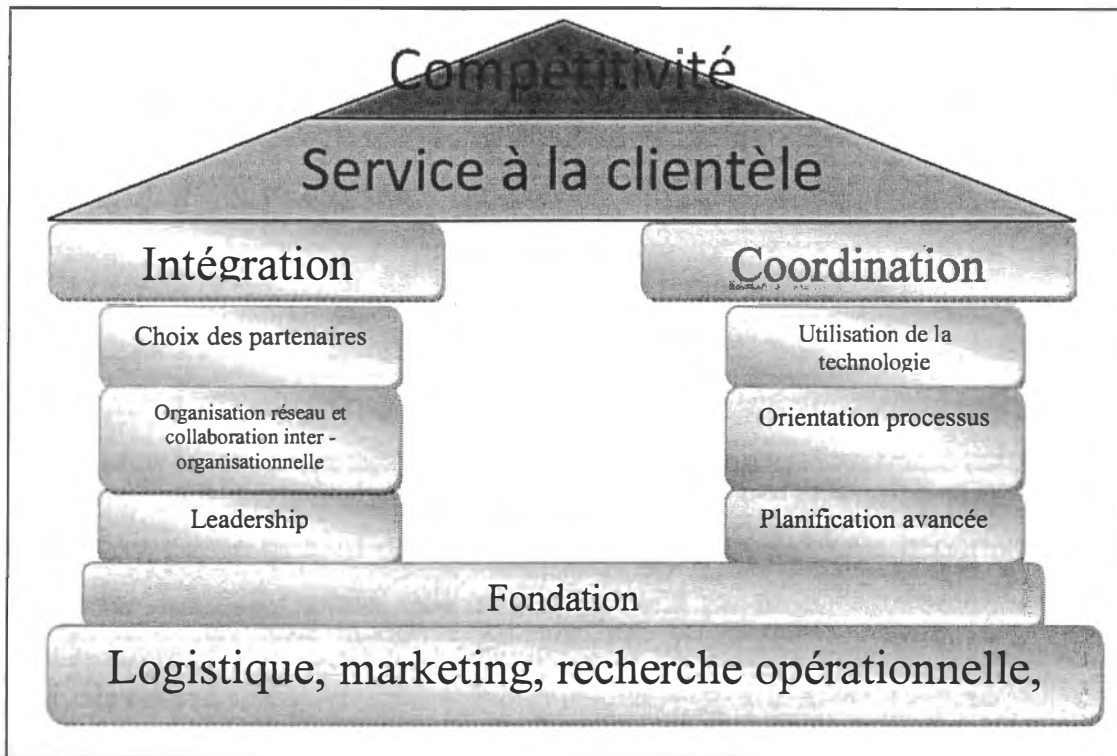 Compétitivité
Service à la clientèle
Intégration
Coordination
Choix des partenaires
Utilisation de la
technologie
Organisation réseau et
collaboration inter -
organisationnelle
Orientation processus
Leadership
Planification avancée
Fondation
Logistique, marketing, recherche opérationnelle,